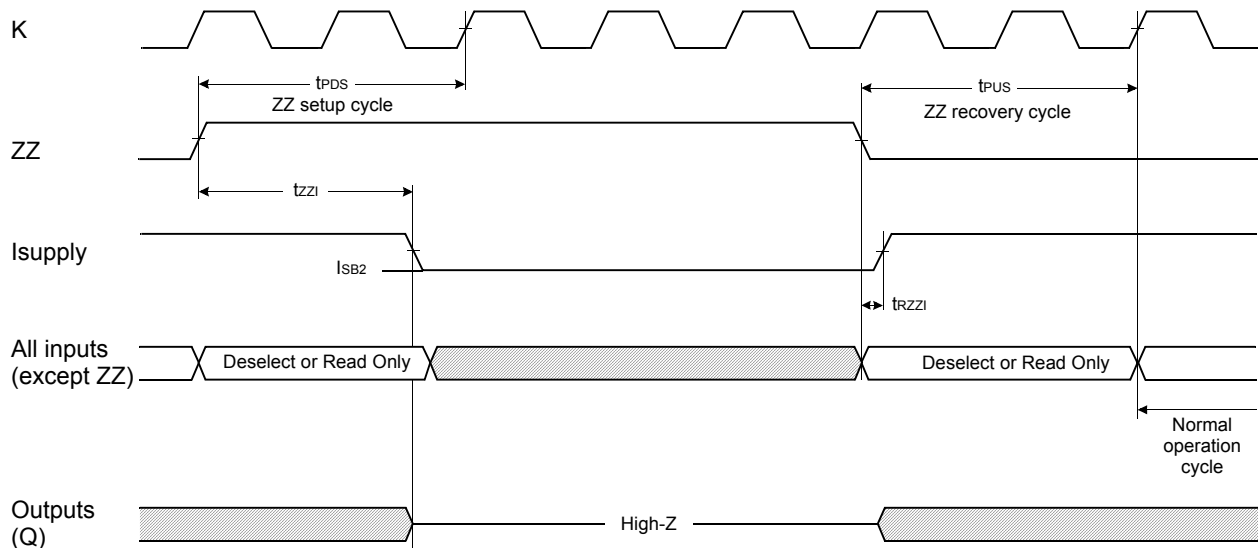 K
tPDS
ZZ setup cycle
tPUS
ZZ recovery cycle
ZZ
tZZI
Isupply
ISB2
tRZZI
All inputs
(except ZZ)
Deselect or Read Only
Deselect or Read Only
Normal
operation
cycle
Outputs
(Q)
High-Z